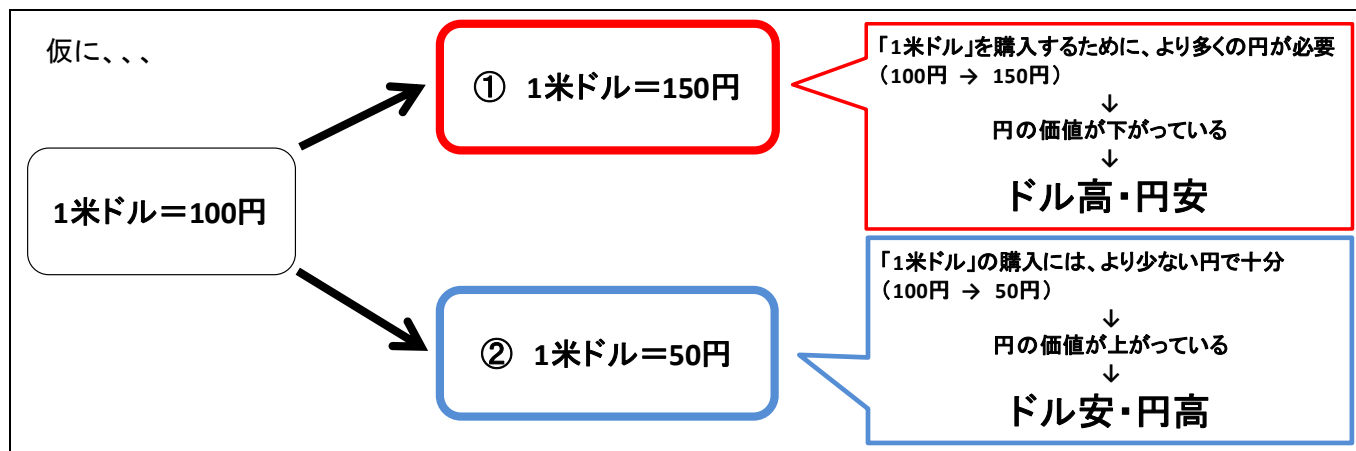 仮に、、、
1米ドル＝100円
① 1米ドル＝150円
「1米ドル」を購入するために、より多くの円が必要
（100円 → 150円）
↓
円の価値が下がっている
↓
ドル高・円安
② 1米ドル＝50円
「1米ドル」の購入には、より少ない円で十分
（100円 → 50円）
↓
円の価値が上がっている
↓
ドル安・円高